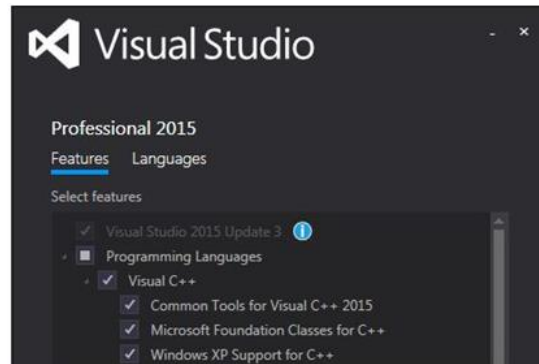 Visual Studio
Professional 2015
Features Languages
Select features
Visual Studio 2015 Update 3
Programming Languages
Visual C++
Common Tools for Visual C++ 2015
Microsoft Foundation Classes for C++
Windows XP Support for C++